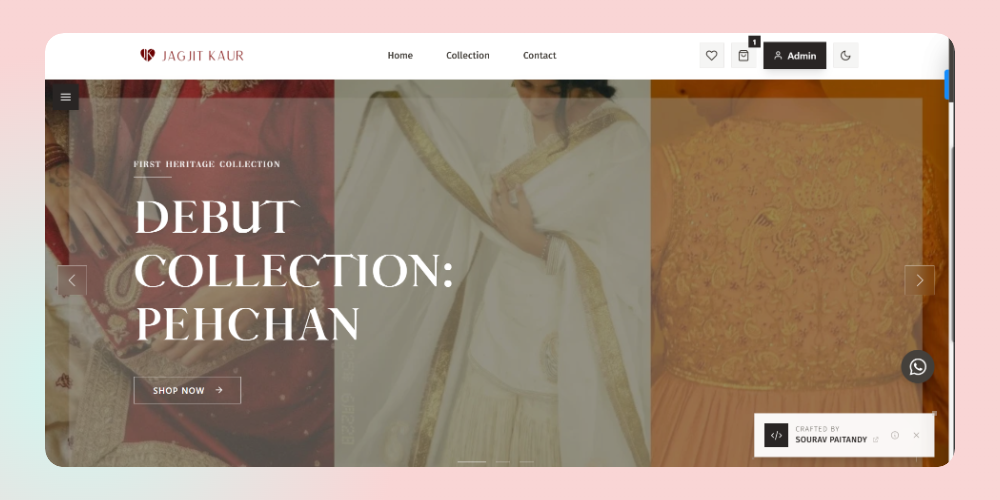 JAGJIT KAUR
Home
Collection
Contact
1
Admin
FIRST HERITAGE COLLECTION
DEBUT
COLLECTION:
PEHCHAN
SHOP NOW
CRAFTED BY
SOURAV PAITANDY